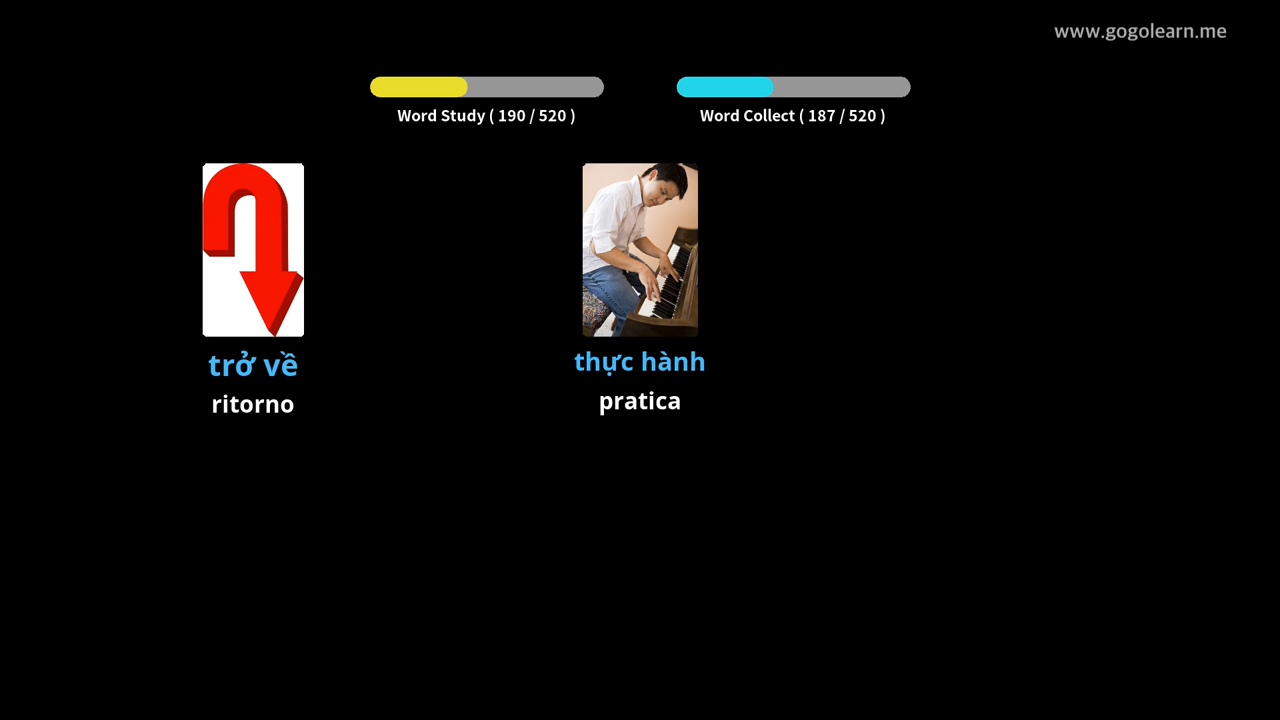 www.gogolearn.me
Word Study ( 190 / 520 )
Word Collect ( 187 / 520 )
trở về
ritorno
thực hành
pratica